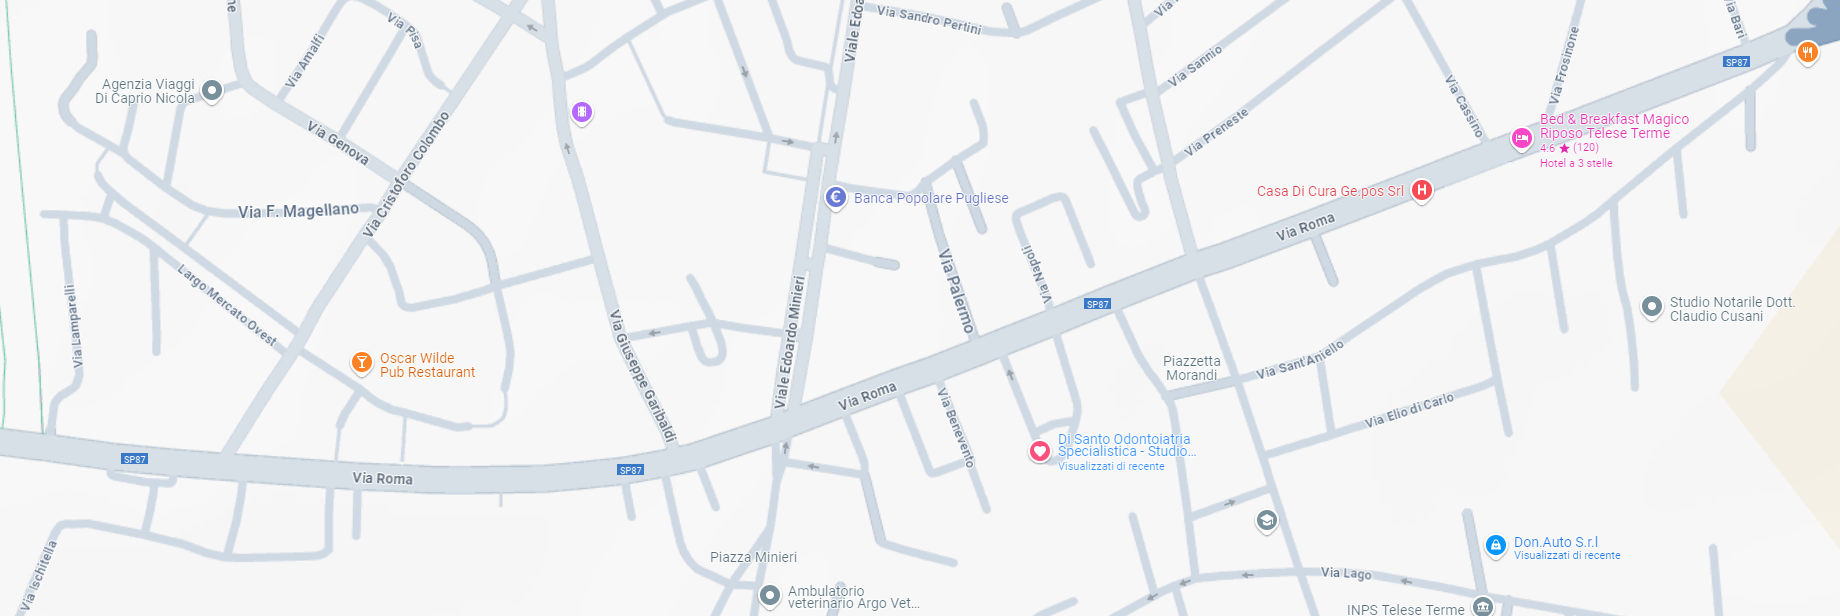 Via Sandro Pertini
Viale Edoa
Via Pisa
Via Amalfi
Via Bari
Via Frosinone
SP87
Via Sannio
Via Cassino
Agenzia Viaggi
Di Caprio Nicola
Via Genova
Via Cristoforo Colombo
Via Preneste
Bed & Breakfast Magico
Riposo Telese Terme
4.6 ★ (120)
Hotel a 3 stelle
Casa Di Cura Ge.pos Srl
Banca Popolare Pugliese
Via F. Magellano
Via Roma
Via Napoli
Via Palermo
Largo Mercato Ovest
Via Lamparelli
SP87
Studio Notarile Dott.
Claudio Cusani
Viale Edoardo Minieri
Via Giuseppe Garibaldi
Oscar Wilde
Pub Restaurant
Piazzetta
Morandi
Via Sant'Aniello
Via Roma
Via Benevento
Via Elio di Carlo
Di Santo Odontoiatria
Specialistica - Studio...
Visualizzati di recente
SP87
Via Roma
SP87
Don.Auto S.r.l
Visualizzati di recente
Piazza Minieri
Via Ischitella
Via Lago
Ambulatorio
veterinario Argo Vet...
INPS Telese Terme